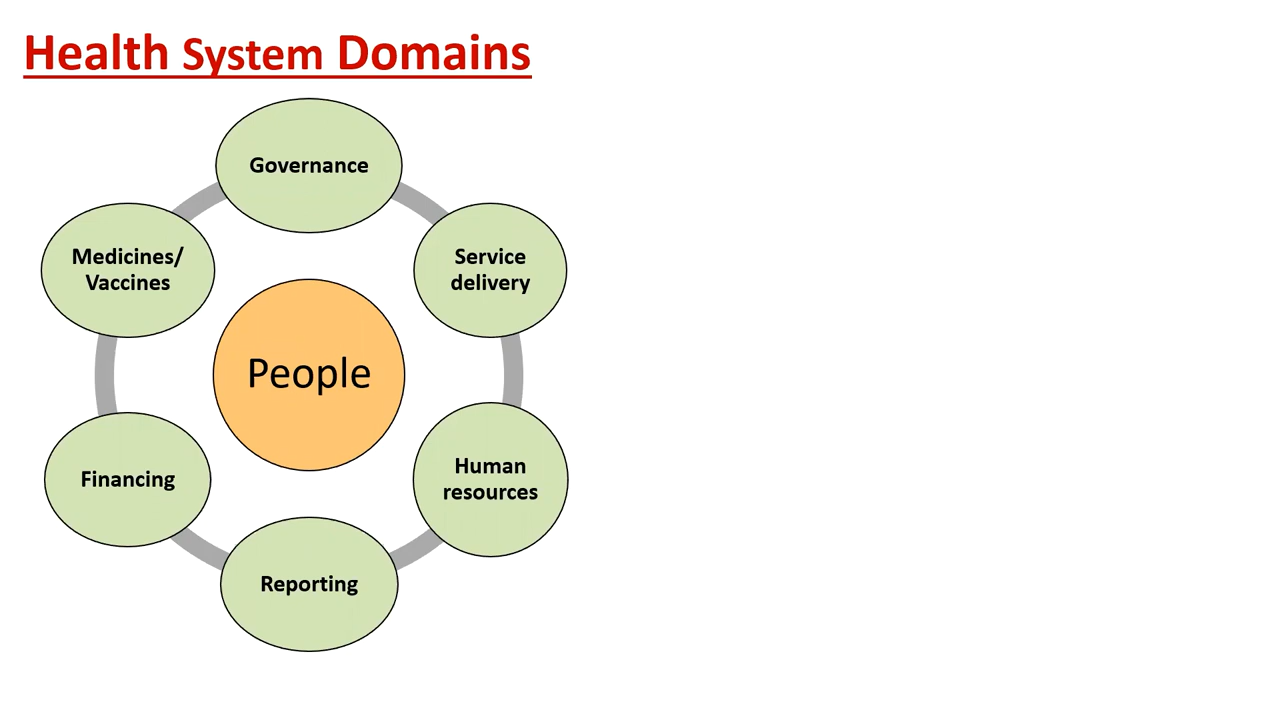 Health System Domains
Governance
Medicines/
Vaccines
Service
delivery
People
Financing
Human
resources
Reporting